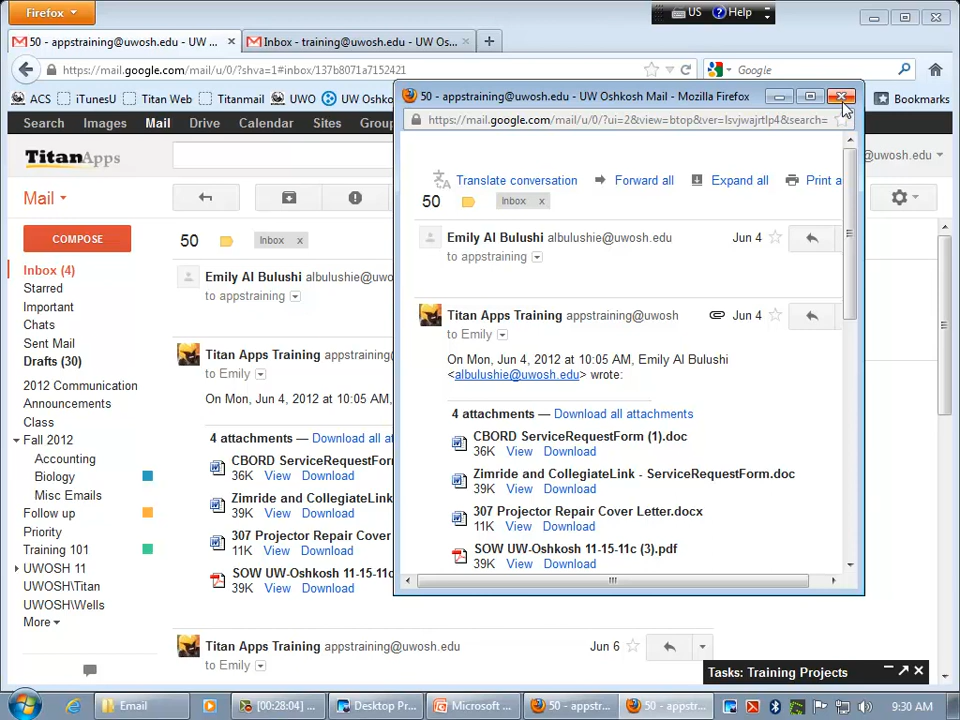 Firefox
US Help
50 - appstraining@uwosh.edu - UW ...
Inbox - training@uwosh.edu - UW Os...
https://mail.google.com/mail/u/0/?shva=1#inbox/137b8071a7152421
Google
ACS
iTunesU
Titan Web
Titanmail
UWO
UW Oshko
Bookmarks
Search Images Mail Drive Calendar Sites Group
TitanApps
@uwosh.edu
Mail
COMPOSE
Inbox (4)
Starred
Important
Chats
Sent Mail
Drafts (30)
2012 Communication
Announcements
Class
Fall 2012
Accounting
Biology
Misc Emails
Follow up
Priority
Training 101
UWOSH 11
UWOSH\Titan
UWOSH\Wells
More
50 Inbox x
Emily Al Bulushi albulushie@uwo
to appstraining
Titan Apps Training appstraining
to Emily
On Mon, Jun 4, 2012 at 10:05 AM,
4 attachments — Download all at
CBORD ServiceRequestFor
36K View Download
Zimride and CollegiateLink
39K View Download
307 Projector Repair Cover
11K View Download
SOW UW-Oshkosh 11-15-11c
39K View Download
Titan Apps Training appstraining@uwosh.edu Jun 6
to Emily
50 - appstraining@uwosh.edu - UW Oshkosh Mail - Mozilla Firefox
https://mail.google.com/mail/u/0/?ui=2&view=btop&ver=lsvjwajrtlp4&search=
Translate conversation Forward all Expand all Print a
50 Inbox x
Emily Al Bulushi albulushie@uwosh.edu Jun 4
to appstraining
Titan Apps Training appstraining@uwosh Jun 4
to Emily
On Mon, Jun 4, 2012 at 10:05 AM, Emily Al Bulushi
<albulushie@uwosh.edu> wrote:
4 attachments — Download all attachments
CBORD ServiceRequestForm (1).doc
36K View Download
Zimride and CollegiateLink - ServiceRequestForm.doc
39K View Download
307 Projector Repair Cover Letter.docx
11K View Download
SOW UW-Oshkosh 11-15-11c (3).pdf
39K View Download
Tasks: Training Projects
Email
[00:28:04] ...
Desktop Pr...
Microsoft ...
50 - appstr...
50 - appstr...
9:30 AM